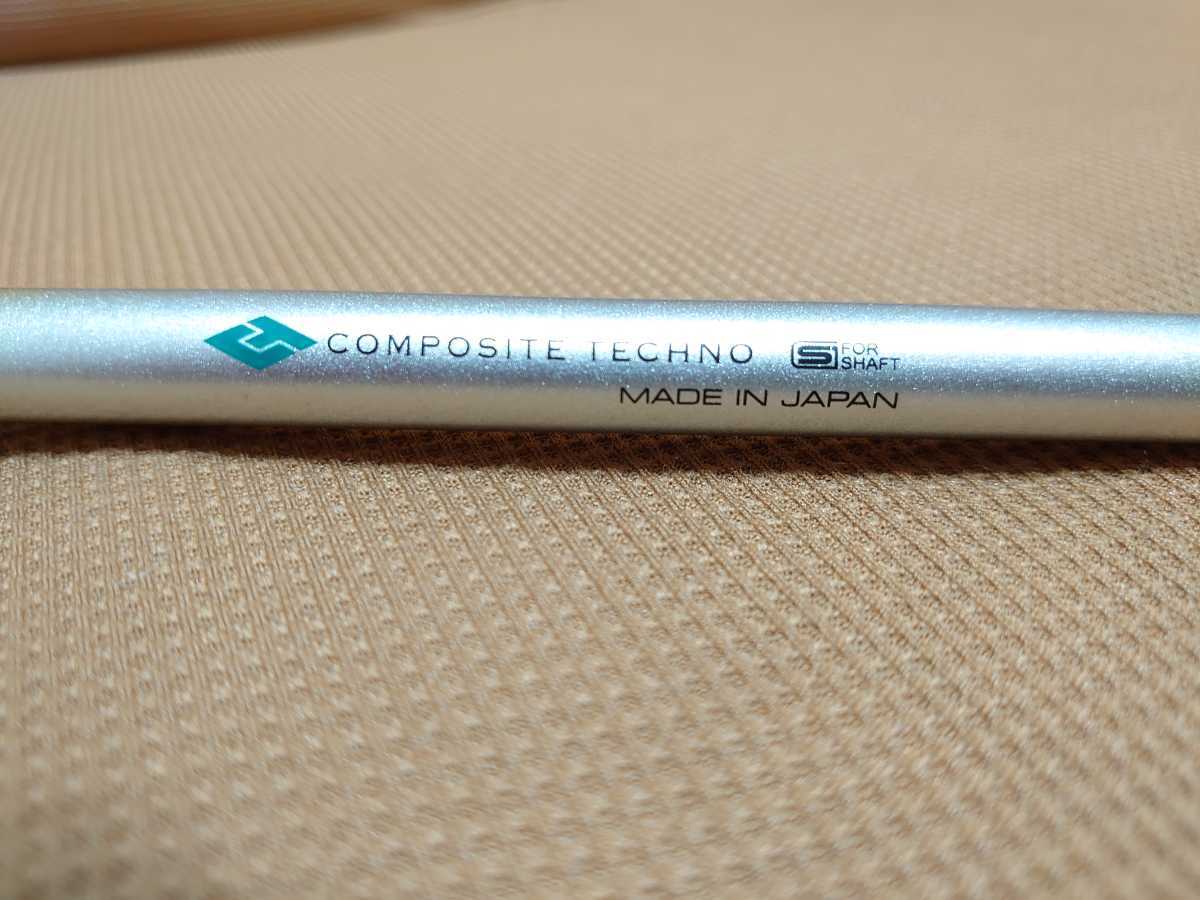 COMPOSITE TECHNO
S FOR
SHAFT
MADE IN JAPAN